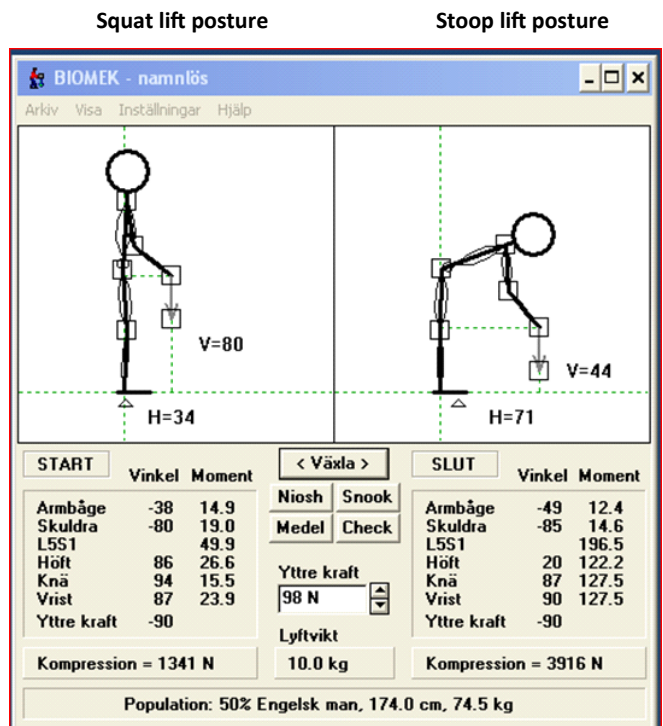 Squat lift posture Stoop lift posture
BIOMEK - namnlös
Arkiv Visa Inställningar Hjälp
V=80
H=34
V=44
H=71
START Vinkel Moment
Armbåge -38 14.9
Skuldra -80 19.0
L5S1 49.9
Höft 86 26.6
Knä 94 15.5
Vrist 87 23.9
Yttre kraft -90
Kompression = 1341 N
< Växla >
Niosh Snook
Medel Check
Yttre kraft
98 N
Lyftvikt
10.0 kg
SLUT Vinkel Moment
Armbåge -49 12.4
Skuldra -85 14.6
L5S1 196.5
Höft 20 122.2
Knä 87 127.5
Vrist 90 127.5
Yttre kraft -90
Kompression = 3916 N
Population: 50% Engelsk man, 174.0 cm, 74.5 kg